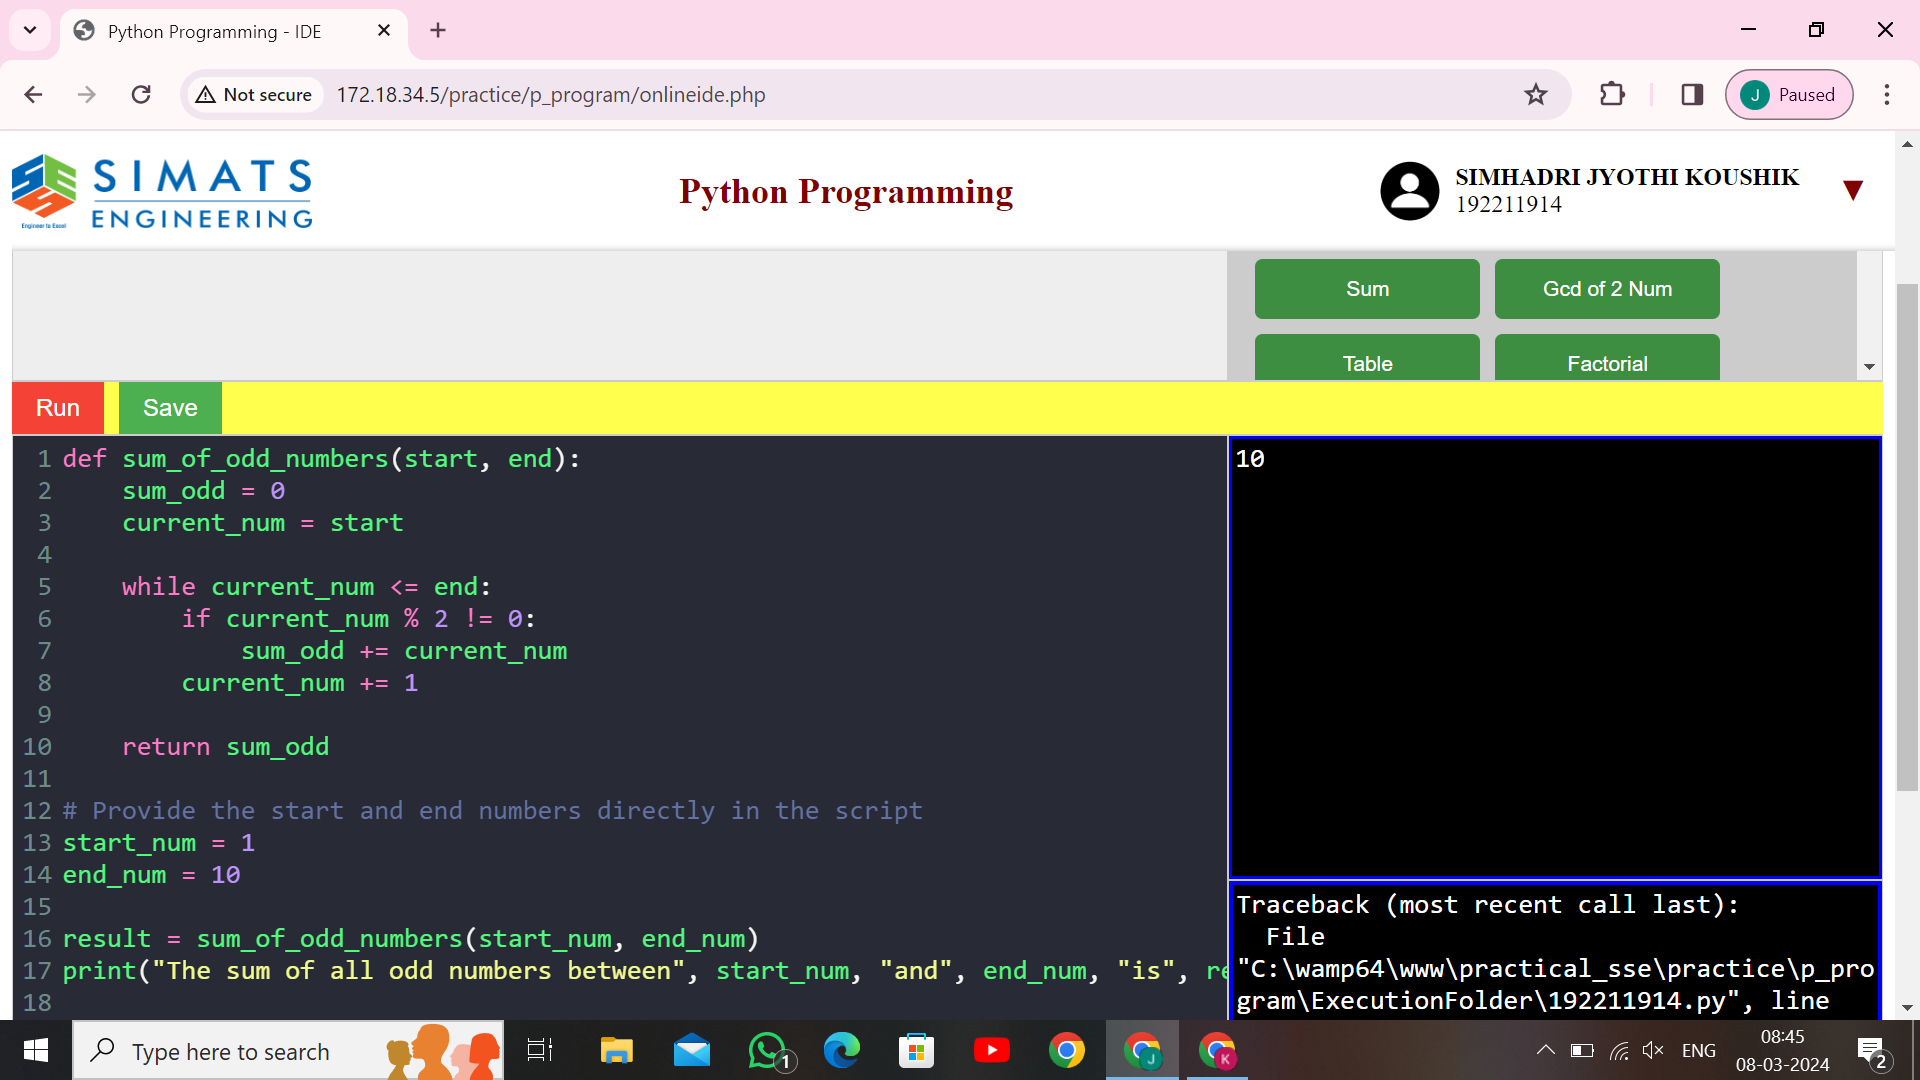 Python Programming - IDE
Not secure
172.18.34.5/practice/p_program/onlineide.php
J
Paused
SIMATS
ENGINEERING
Engineer to Excel
Python Programming
SIMHADRI JYOTHI KOUSHIK
192211914
Sum
Gcd of 2 Num
Table
Factorial
Run
Save
1 def sum_of_odd_numbers(start, end):
2     sum_odd = 0
3     current_num = start
4
5     while current_num <= end:
6         if current_num % 2 != 0:
7             sum_odd += current_num
8         current_num += 1
9
10     return sum_odd
11
12 # Provide the start and end numbers directly in the script
13 start_num = 1
14 end_num = 10
15
16 result = sum_of_odd_numbers(start_num, end_num)
17 print("The sum of all odd numbers between", start_num, "and", end_num, "is", re
18
10
Traceback (most recent call last):
  File
"C:\wamp64\www\practical_sse\practice\p_pro
gram\ExecutionFolder\192211914.py", line
Type here to search
1
J
K
ENG
08:45
08-03-2024
2